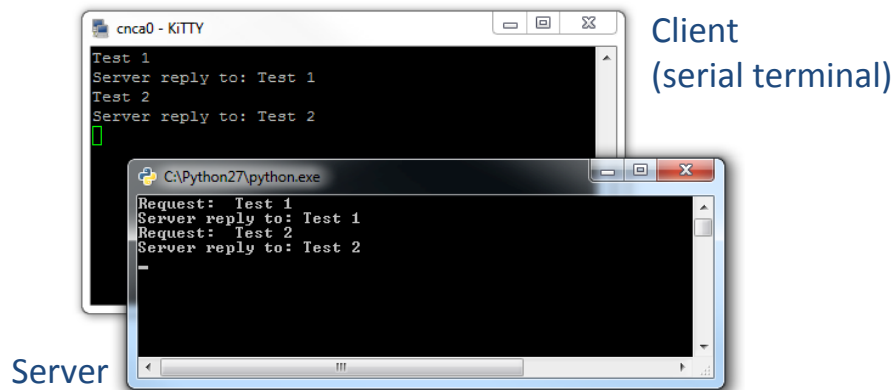 cnca0 - KiTTY
Test 1
Server reply to: Test 1
Test 2
Server reply to: Test 2
Client
(serial terminal)
C:\Python27\python.exe
Request:  Test 1
Server reply to: Test 1
Request:  Test 2
Server reply to: Test 2
Server